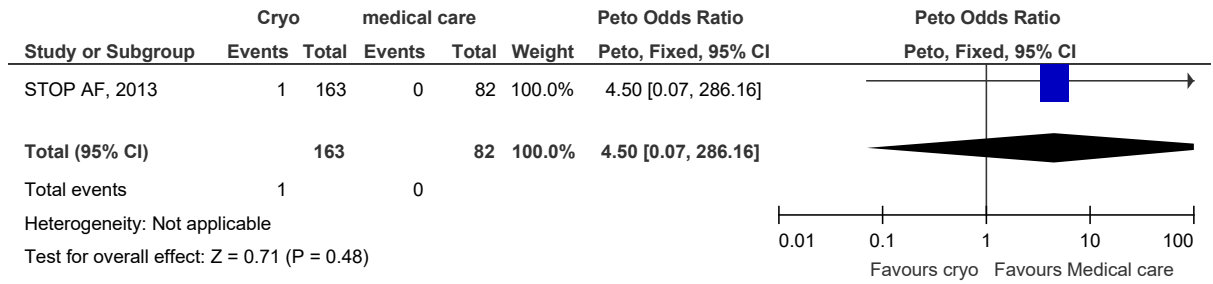 Cryo medical care Peto Odds Ratio Peto Odds Ratio
Study or Subgroup Events Total Events Total Weight Peto, Fixed, 95% CI Peto, Fixed, 95% CI
STOP AF, 2013 1 163 0 82 100.0% 4.50 [0.07, 286.16]
Total (95% CI) 163 82 100.0% 4.50 [0.07, 286.16]
Total events 1 0
Heterogeneity: Not applicable
Test for overall effect: Z = 0.71 (P = 0.48)
0.01 0.1 1 10 100
Favours cryo Favours Medical care